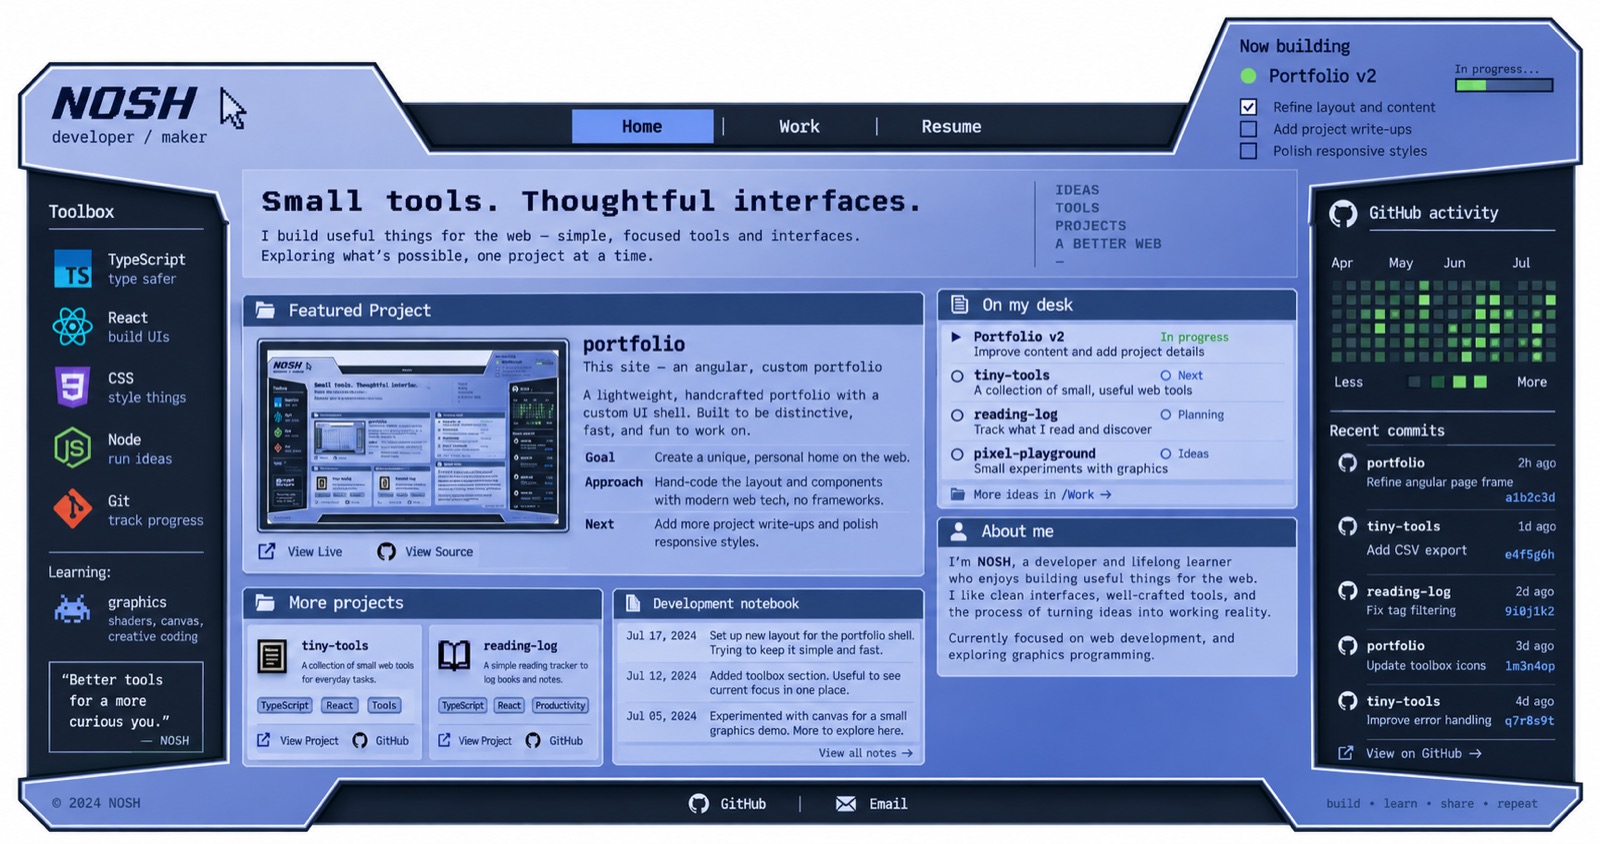 NOSH
developer / maker
Home
Work
Resume
Now building
Portfolio v2
In progress...
Refine layout and content
Add project write-ups
Polish responsive styles
Toolbox
TypeScript
type safer
React
build UIs
CSS
style things
Node
run ideas
Git
track progress
Learning:
graphics
shaders, canvas,
creative coding
“Better tools
for a more
curious you.”
— NOSH
Small tools. Thoughtful interfaces.
I build useful things for the web — simple, focused tools and interfaces.
Exploring what’s possible, one project at a time.
IDEAS
TOOLS
PROJECTS
A BETTER WEB
—
Featured Project
NOSH
Small tools. Thoughtful
portfolio
This site — an angular, custom portfolio
A lightweight, handcrafted portfolio with a
custom UI shell. Built to be distinctive,
fast, and fun to work on.
Goal Create a unique, personal home on the web.
Approach Hand-code the layout and components
with modern web tech, no frameworks.
Next Add more project write-ups and polish
responsive styles.
View Live
View Source
More projects
tiny-tools
A collection of small web tools
for everyday tasks.
TypeScript React Tools
View Project GitHub
reading-log
A simple reading tracker to
log books and notes.
TypeScript React Productivity
View Project GitHub
Development notebook
Jul 17, 2024 Set up new layout for the portfolio shell.
Trying to keep it simple and fast.
Jul 12, 2024 Added toolbox section. Useful to see
current focus in one place.
Jul 05, 2024 Experimented with canvas for a small
graphics demo. More to explore here.
View all notes →
On my desk
Portfolio v2 In progress
Improve content and add project details
tiny-tools Next
A collection of small, useful web tools
reading-log Planning
Track what I read and discover
pixel-playground Ideas
Small experiments with graphics
More ideas in /Work →
About me
I’m NOSH, a developer and lifelong learner
who enjoys building useful things for the web.
I like clean interfaces, well-crafted tools, and
the process of turning ideas into working reality.
Currently focused on web development, and
exploring graphics programming.
GitHub activity
Apr May Jun Jul
Less More
Recent commits
portfolio 2h ago
Refine angular page frame
a1b2c3d
tiny-tools 1d ago
Add CSV export e4f5g6h
reading-log 2d ago
Fix tag filtering 9i0j1k2
portfolio 3d ago
Update toolbox icons 1m3n4op
tiny-tools 4d ago
Improve error handling q7r8s9t
View on GitHub →
© 2024 NOSH
GitHub
Email
build • learn • share • repeat
TS
JS